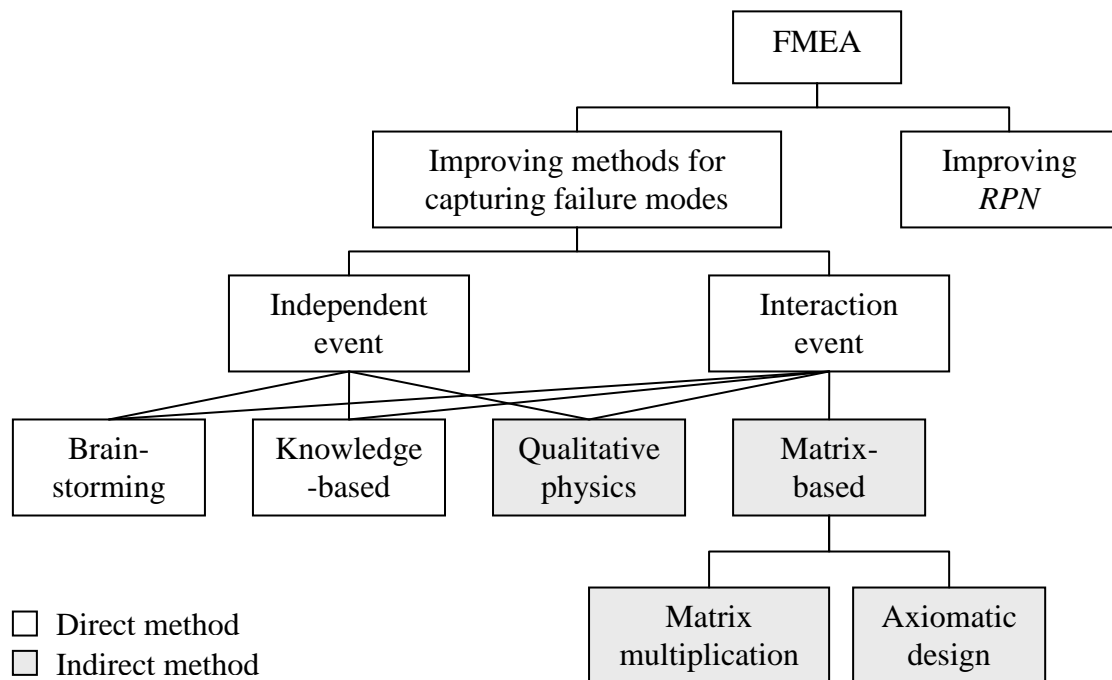 FMEA
Improving methods for
capturing failure modes
Improving
RPN
Independent
event
Interaction
event
Brain-
storming
Knowledge
-based
Qualitative
physics
Matrix-
based
Matrix
multiplication
Axiomatic
design
Direct method
Indirect method